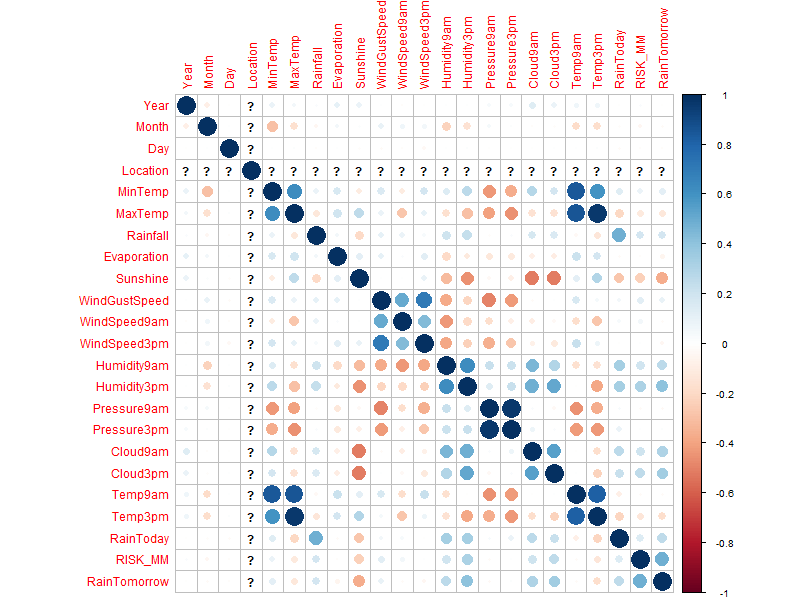 Year
Month
Day
Location
MinTemp
MaxTemp
Rainfall
Evaporation
Sunshine
WindGustSpeed
WindSpeed9am
WindSpeed3pm
Humidity9am
Humidity3pm
Pressure9am
Pressure3pm
Cloud9am
Cloud3pm
Temp9am
Temp3pm
RainToday
RISK_MM
RainTomorrow
Year ?
Month ?
Day ?
Location ? ? ? ? ? ? ? ? ? ? ? ? ? ? ? ? ? ? ? ? ? ?
MinTemp ?
MaxTemp ?
Rainfall ?
Evaporation ?
Sunshine ?
WindGustSpeed ?
WindSpeed9am ?
WindSpeed3pm ?
Humidity9am ?
Humidity3pm ?
Pressure9am ?
Pressure3pm ?
Cloud9am ?
Cloud3pm ?
Temp9am ?
Temp3pm ?
RainToday ?
RISK_MM ?
RainTomorrow ?
1
0.8
0.6
0.4
0.2
0
-0.2
-0.4
-0.6
-0.8
-1